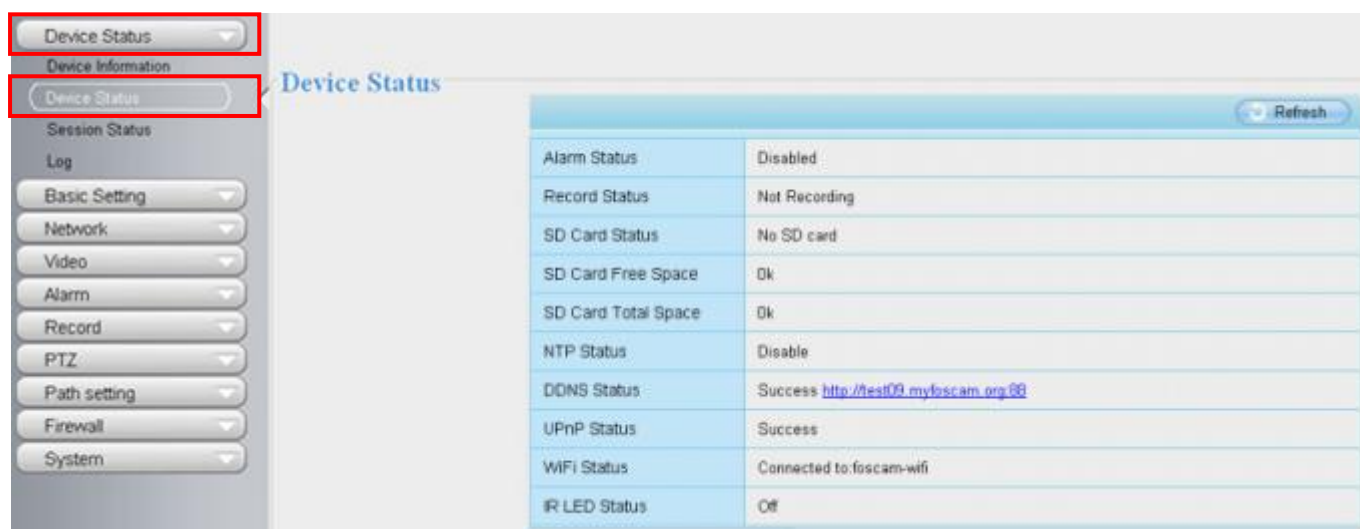 Device Status
Device Information
Device Status
Session Status
Log
Basic Setting
Network
Video
Alarm
Record
PTZ
Path setting
Firewall
System
Device Status
Refresh
Alarm Status Disabled
Record Status Not Recording
SD Card Status No SD card
SD Card Free Space 0k
SD Card Total Space 0k
NTP Status Disable
DDNS Status Success http://test09.myfoscam.org:88
UPnP Status Success
WiFi Status Connected to:foscam-wifi
IR LED Status Off